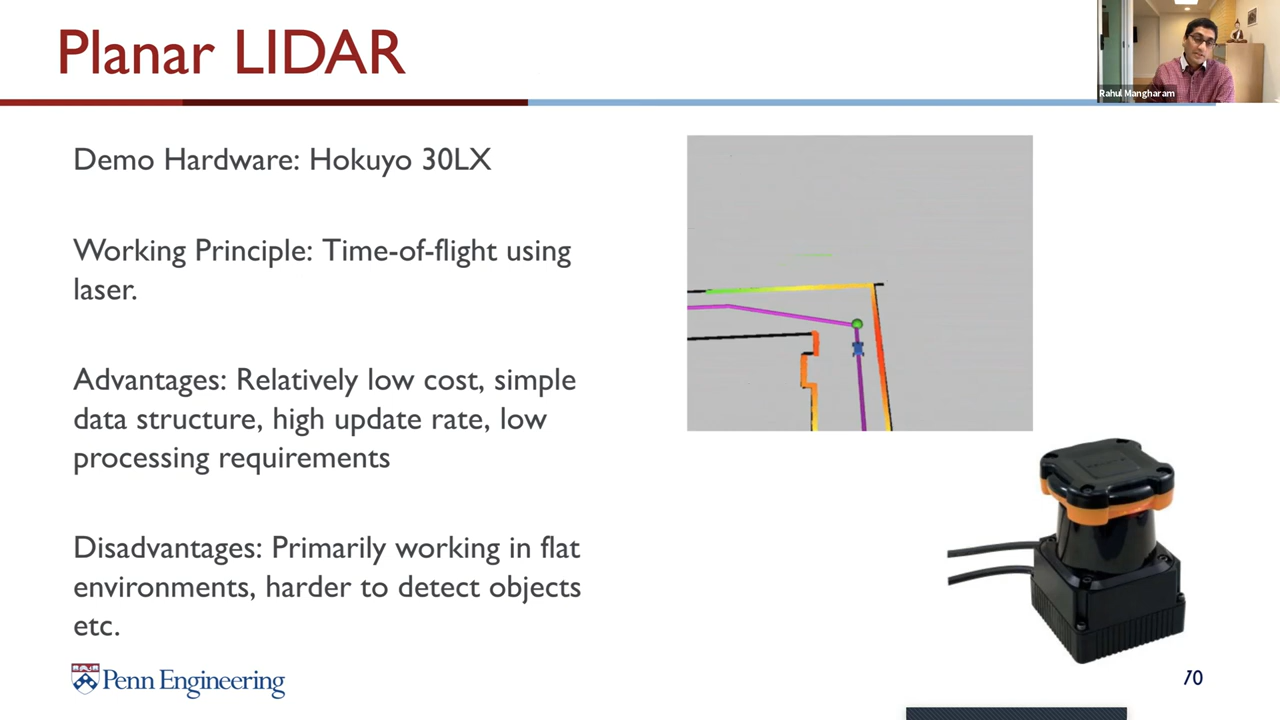 Planar LIDAR
Rahul Mangharam
Demo Hardware: Hokuyo 30LX
Working Principle: Time-of-flight using
laser.
Advantages: Relatively low cost, simple
data structure, high update rate, low
processing requirements
Disadvantages: Primarily working in flat
environments, harder to detect objects
etc.
Penn Engineering
70